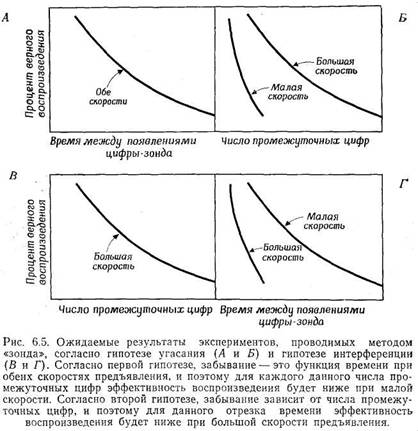 А
Б
Процент верного
воспроизведения
Обе
скорости
Большая
скорость
Малая
скорость
Время между появлениями
цифры-зонда
Число промежуточных цифр
В
Г
Процент верного
воспроизведения
Большая
скорость
Малая
скорость
Большая
скорость
Число промежуточных цифр
Время между появлениями
цифры-зонда
Рис. 6.5. Ожидаемые результаты экспериментов, проводимых методом
«зонда», согласно гипотезе угасания (А и Б) и гипотезе интерференции
(В и Г). Согласно первой гипотезе, забывание — это функция времени при
обеих скоростях предъявления, и поэтому для каждого данного числа про-
межуточных цифр эффективность воспроизведения будет ниже при малой
скорости. Согласно второй гипотезе, забывание зависит от числа промежу-
точных цифр, и поэтому для данного отрезка времени эффективность
воспроизведения будет ниже при большой скорости предъявления.